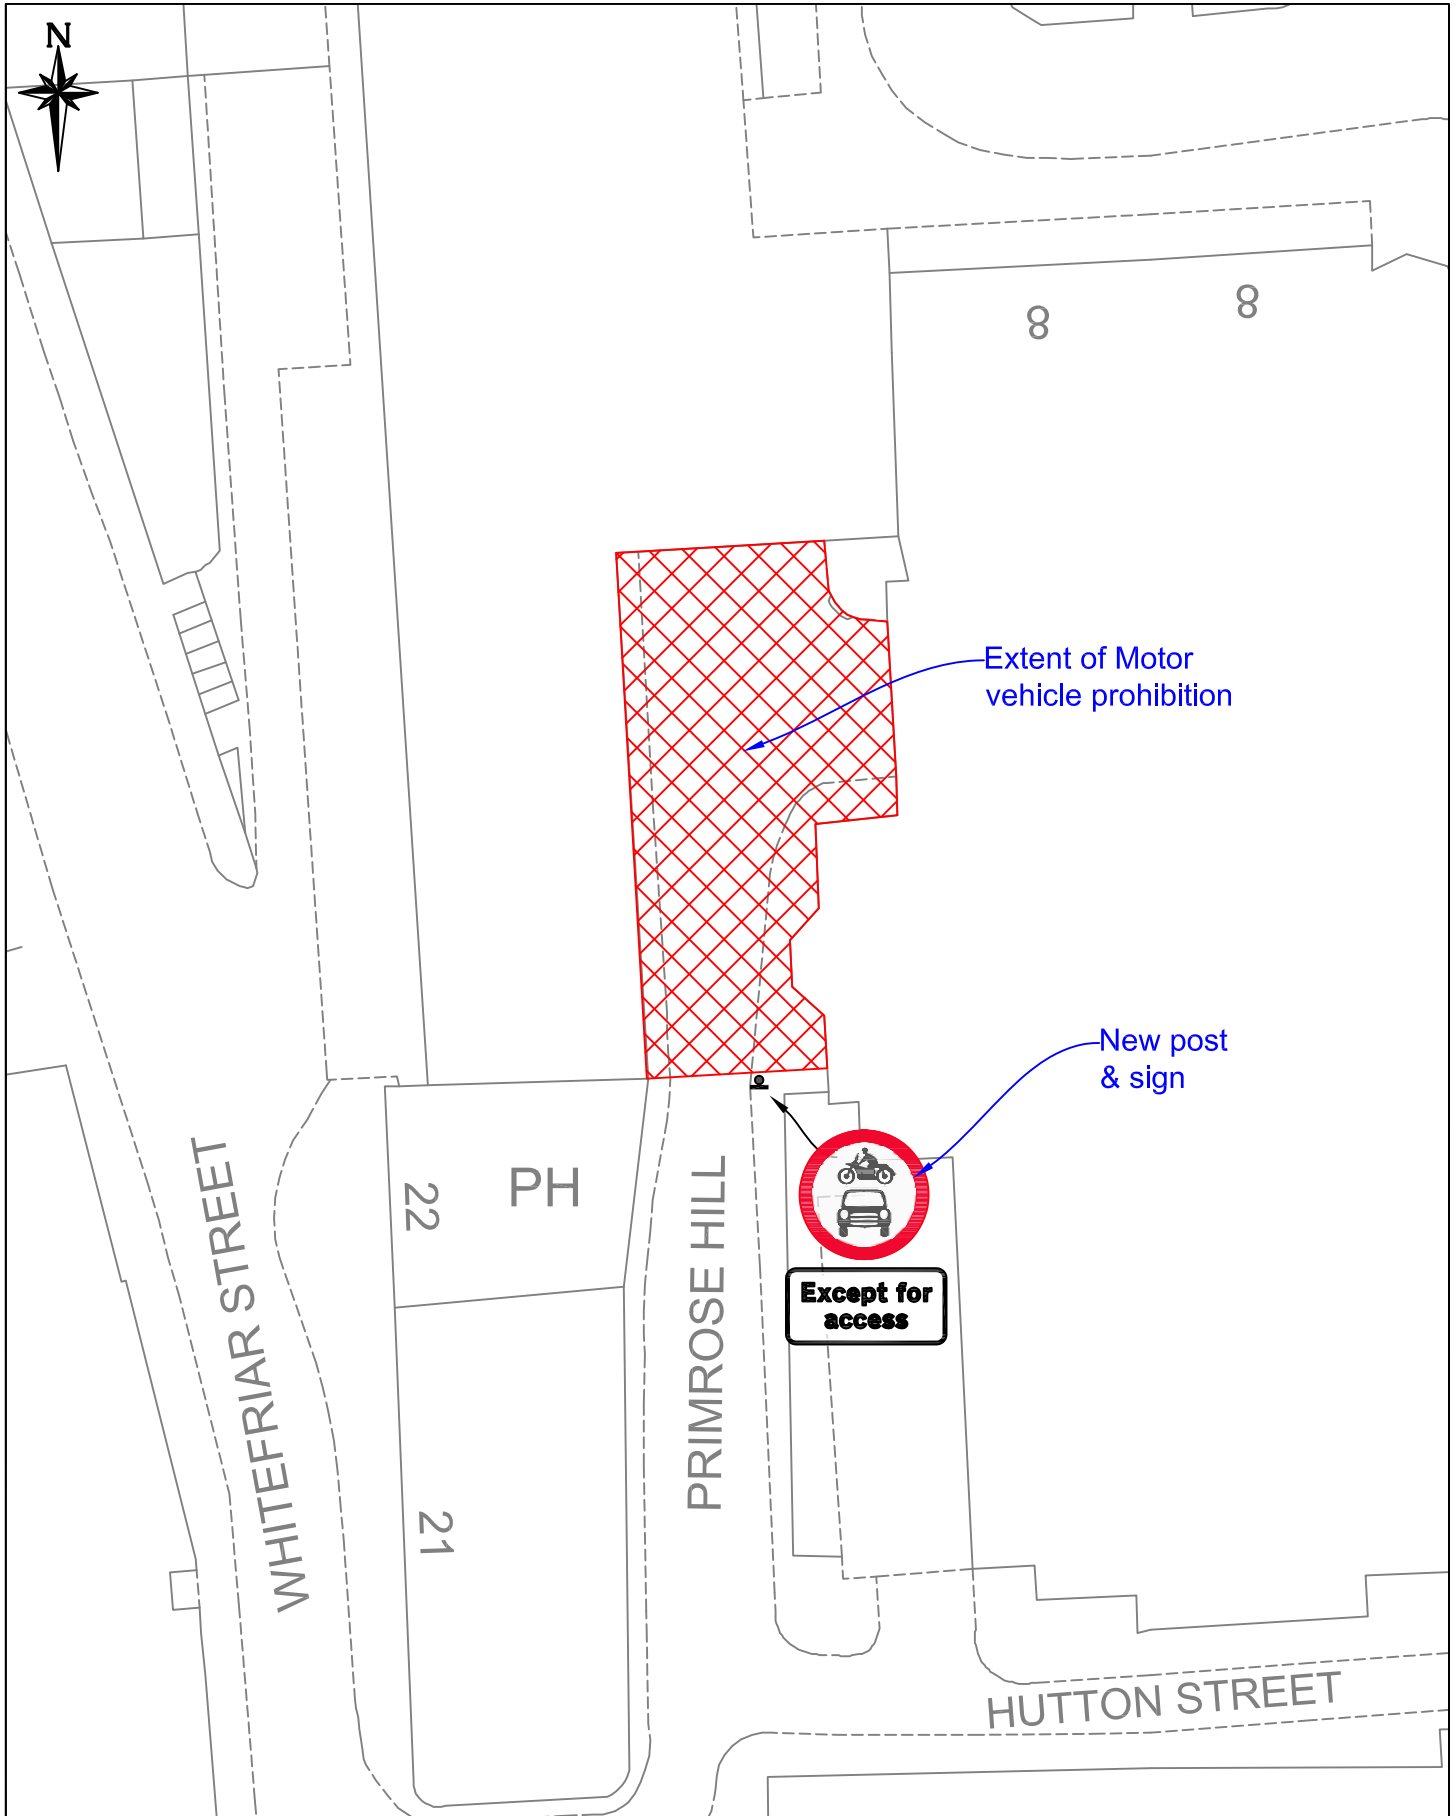 N
8
8
Extent of Motor
vehicle prohibition
New post
& sign
WHITEFRIAR STREET
22
PH
PRIMROSE HILL
Except for
access
21
HUTTON STREET